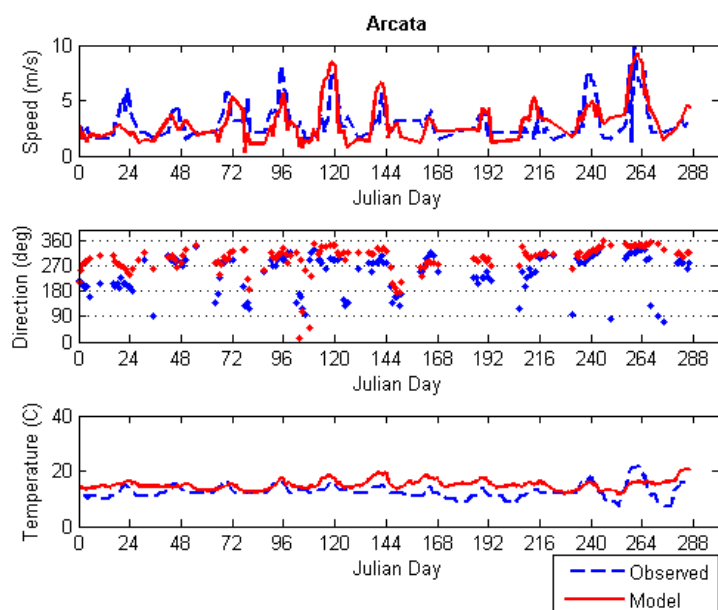 Arcata
10
5
0
Speed (m/s)
0 24 48 72 96 120 144 168 192 216 240 264 288
Julian Day
360
270
180
90
0
Direction (deg)
0 24 48 72 96 120 144 168 192 216 240 264 288
Julian Day
40
20
0
Temperature (C)
0 24 48 72 96 120 144 168 192 216 240 264 288
Julian Day
Observed
Model